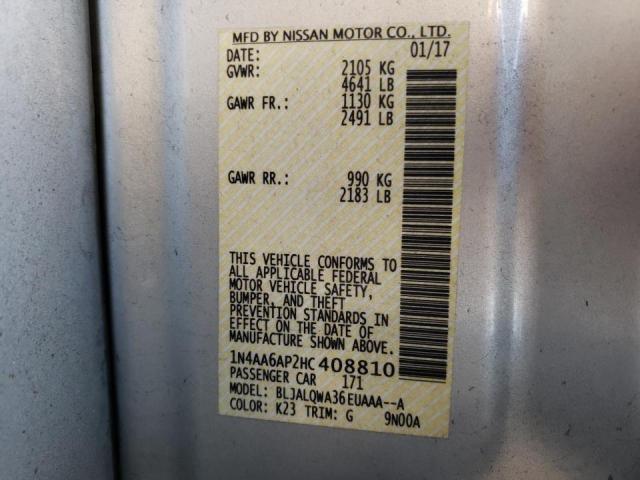 MFD BY NISSAN MOTOR CO., LTD.
DATE: 01/17
GVWR: 2105 KG
4641 LB
GAWR FR.: 1130 KG
2491 LB
GAWR RR.: 990 KG
2183 LB
THIS VEHICLE CONFORMS TO
ALL APPLICABLE FEDERAL
MOTOR VEHICLE SAFETY,
BUMPER, AND THEFT
PREVENTION STANDARDS IN
EFFECT ON THE DATE OF
MANUFACTURE SHOWN ABOVE.
1N4AA6AP2HC 408810
PASSENGER CAR 171
MODEL: BLJALQWA36EUAAA--A
COLOR: K23 TRIM: G 9N00A